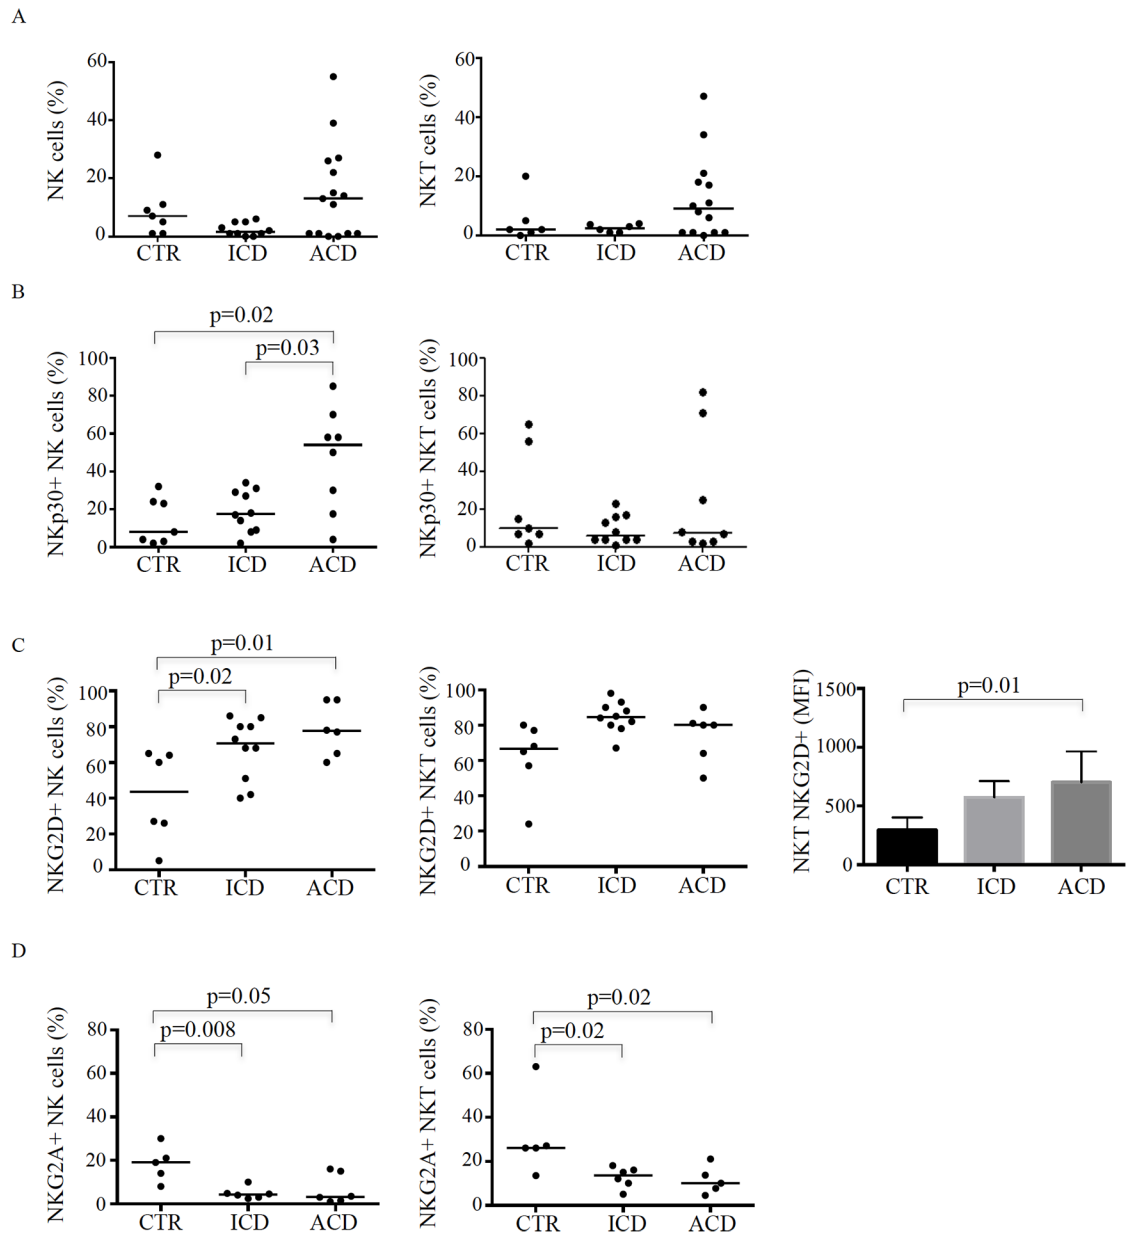 A
NK cells (%)
60
40
20
0
CTR ICD ACD
NKT cells (%)
60
40
20
0
CTR ICD ACD
B
p=0.02
p=0.03
NKp30+ NK cells (%)
100
80
60
40
20
0
CTR ICD ACD
NKp30+ NKT cells (%)
100
80
60
40
20
0
CTR ICD ACD
C
p=0.01
p=0.02
NKG2D+ NK cells (%)
100
80
60
40
20
0
CTR ICD ACD
NKG2D+ NKT cells (%)
100
80
60
40
20
0
CTR ICD ACD
p=0.01
NKT NKG2D+ (MFI)
1500
1000
500
0
CTR ICD ACD
D
p=0.05
p=0.008
NKG2A+ NK cells (%)
80
60
40
20
0
CTR ICD ACD
p=0.02
p=0.02
NKG2A+ NKT cells (%)
80
60
40
20
0
CTR ICD ACD